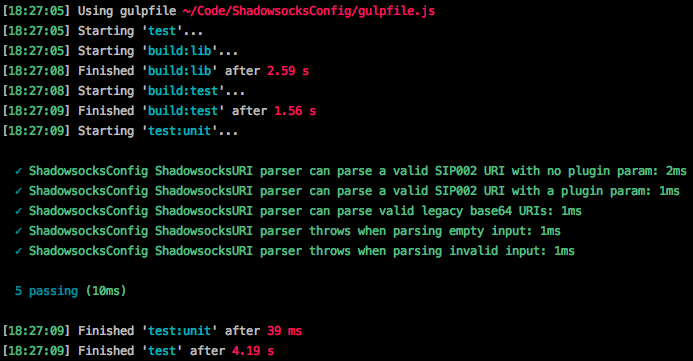 [18:27:05] Using gulpfile ~/Code/ShadowsocksConfig/gulpfile.js
[18:27:05] Starting 'test'...
[18:27:05] Starting 'build:lib'...
[18:27:08] Finished 'build:lib' after 2.59 s
[18:27:08] Starting 'build:test'...
[18:27:09] Finished 'build:test' after 1.56 s
[18:27:09] Starting 'test:unit'...
✓ ShadowsocksConfig ShadowsocksURI parser can parse a valid SIP002 URI with no plugin param: 2ms
✓ ShadowsocksConfig ShadowsocksURI parser can parse a valid SIP002 URI with a plugin param: 1ms
✓ ShadowsocksConfig ShadowsocksURI parser can parse valid legacy base64 URIs: 1ms
✓ ShadowsocksConfig ShadowsocksURI parser throws when parsing empty input: 1ms
✓ ShadowsocksConfig ShadowsocksURI parser throws when parsing invalid input: 1ms
5 passing (10ms)
[18:27:09] Finished 'test:unit' after 39 ms
[18:27:09] Finished 'test' after 4.19 s